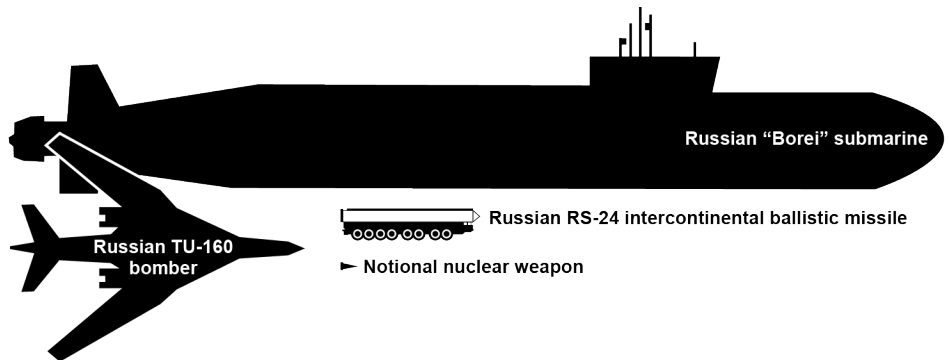 Russian “Borei” submarine
Russian RS-24 intercontinental ballistic missile
Russian TU-160
bomber
Notional nuclear weapon